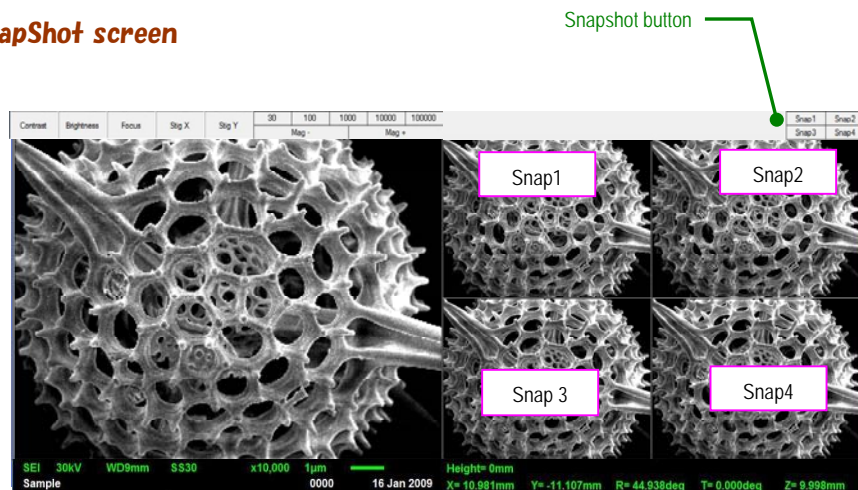 Snapshot button
apShot screen
Contrast Brightness Focus Stig X Stig Y 30 100 1000 10000 100000 Snap1 Snap2
Mag - Mag + Snap3 Snap4
Snap1 Snap2
Snap 3 Snap4
SEI 30kV WD9mm SS30 x10,000 1µm Height= 0mm
Sample 0000 16 Jan 2009 X= 10.981mm Y= -11.107mm R= 44.938deg T= 0.000deg Z= 9.998mm